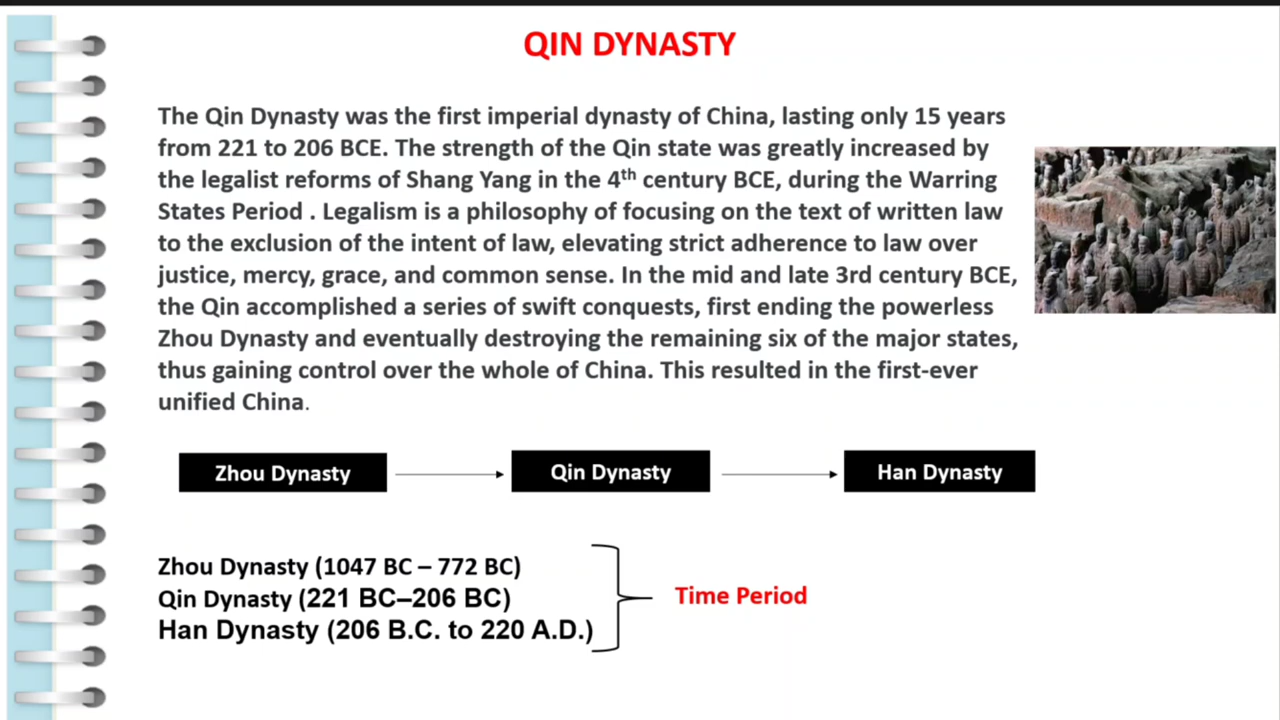 QIN DYNASTY
The Qin Dynasty was the first imperial dynasty of China, lasting only 15 years
from 221 to 206 BCE. The strength of the Qin state was greatly increased by
the legalist reforms of Shang Yang in the 4th century BCE, during the Warring
States Period . Legalism is a philosophy of focusing on the text of written law
to the exclusion of the intent of law, elevating strict adherence to law over
justice, mercy, grace, and common sense. In the mid and late 3rd century BCE,
the Qin accomplished a series of swift conquests, first ending the powerless
Zhou Dynasty and eventually destroying the remaining six of the major states,
thus gaining control over the whole of China. This resulted in the first-ever
unified China.
Zhou Dynasty
Qin Dynasty
Han Dynasty
Zhou Dynasty (1047 BC – 772 BC)
Qin Dynasty (221 BC–206 BC)
Han Dynasty (206 B.C. to 220 A.D.)
Time Period